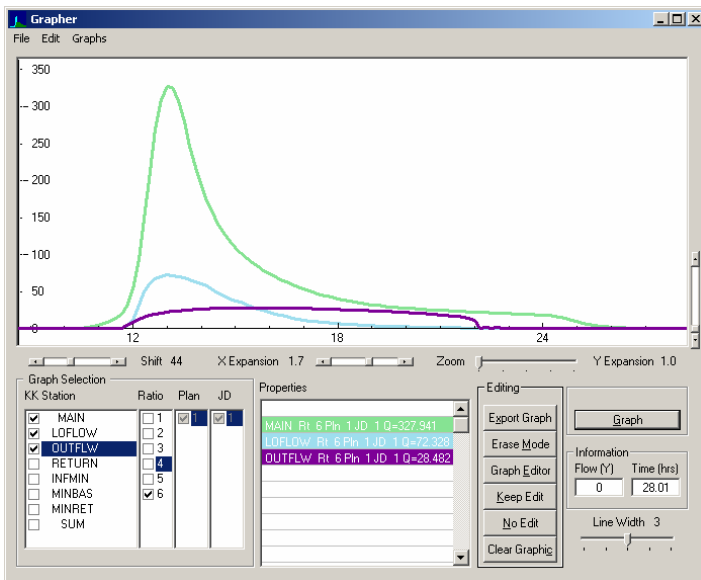 Grapher
File Edit Graphs
350
300
250
200
150
100
50
0
12 18 24
Shift 44 X Expansion 1.7 Zoom Y Expansion 1.0
Graph Selection
KK Station Ratio Plan JD
MAIN 1 1 1
LOFLOW 2
OUTFLW 3
RETURN 4
INFMIN 5
MINBAS 6
MINRET
SUM
Properties
MAIN Rt 6 Pln 1 JD 1 Q=327.941
LOFLOW Rt 6 Pln 1 JD 1 Q=72.328
OUTFLW Rt 6 Pln 1 JD 1 Q=28.482
Editing
Export Graph
Erase Mode
Graph Editor
Keep Edit
No Edit
Clear Graphic
Graph
Information
Flow (Y) Time (hrs)
0 28.01
Line Width 3